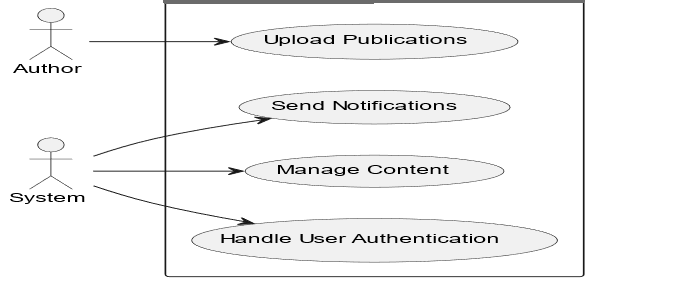 Upload Publications
Author
Send Notifications
Manage Content
System
Handle User Authentication